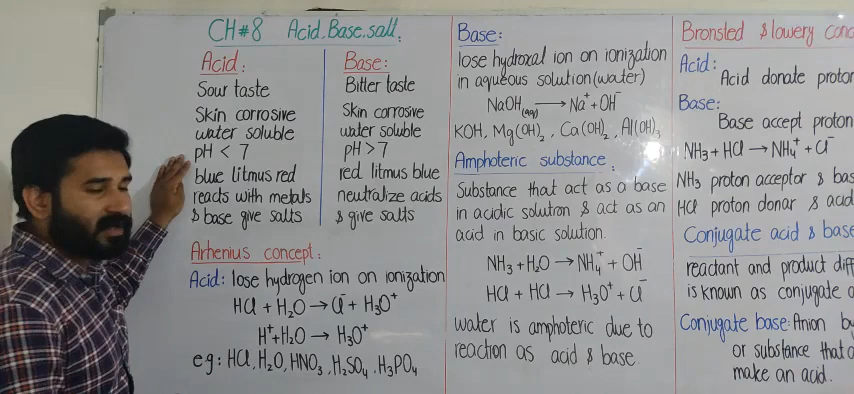 CH#8 Acid.Base.salt.
Acid:
Sour taste
Skin corrosive
water soluble
pH < 7
blue litmus red
reacts with metals
& base give salts
Base:
Bitter taste
Skin corrosive
water soluble
pH > 7
red litmus blue
neutralize acids
& give salts
Arhenius concept:
Acid: lose hydrogen ion on ionization
HCl + H₂O → Cl⁻ + H₃O⁺
H⁺+H₂O → H₃O⁺
eg: HCl, H₂O, HNO₃, H₂SO₄, H₃PO₄
Base:
lose hydroxal ion on ionization
in aqueous solution(water)
NaOH(aq) → Na⁺ + OH⁻
KOH, Mg(OH)₂, Ca(OH)₂, Al(OH)₃
Amphoteric substance:
Substance that act as a base
in acidic solution & act as an
acid in basic solution.
NH₃ + H₂O → NH₄⁺ + OH⁻
HCl + HCl → H₃O⁺ + Cl⁻
water is amphoteric due to
reaction as acid & base
Bronsted & lowery conc
Acid:
Acid donate proton
Base:
Base accept proton
NH₃ + HCl → NH₄⁺ + Cl⁻
NH₃ proton acceptor & bas
HCl proton donar & acid
Conjugate acid & base
reactant and product diff
is known as conjugate a
Conjugate base: Anion by
or substance that
make an acid.